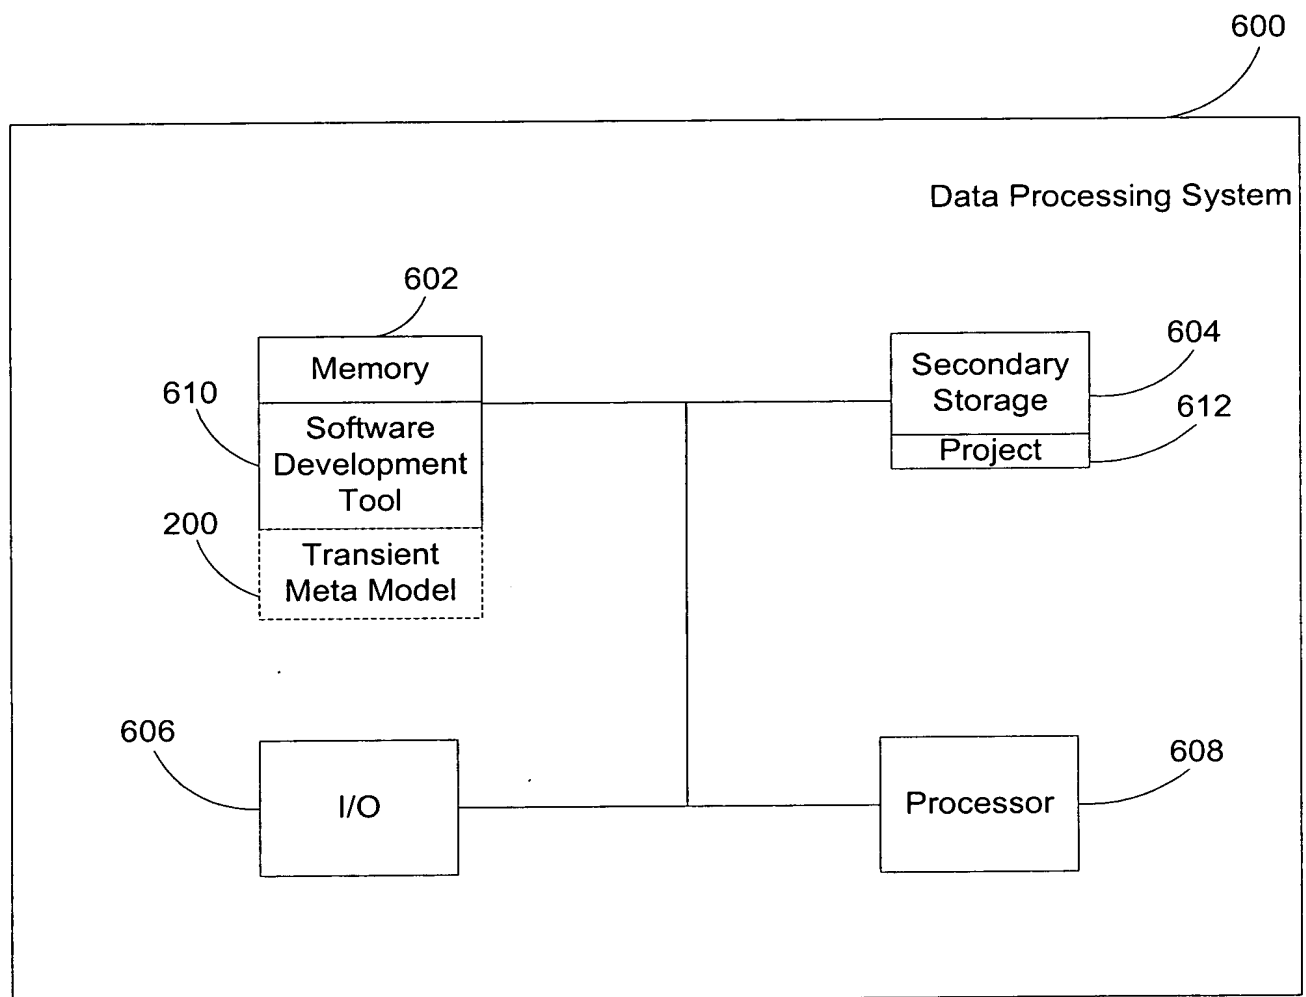 600
Data Processing System
602
Memory
610
Software
Development
Tool
200
Transient
Meta Model
604
Secondary
Storage
612
Project
606
I/O
608
Processor